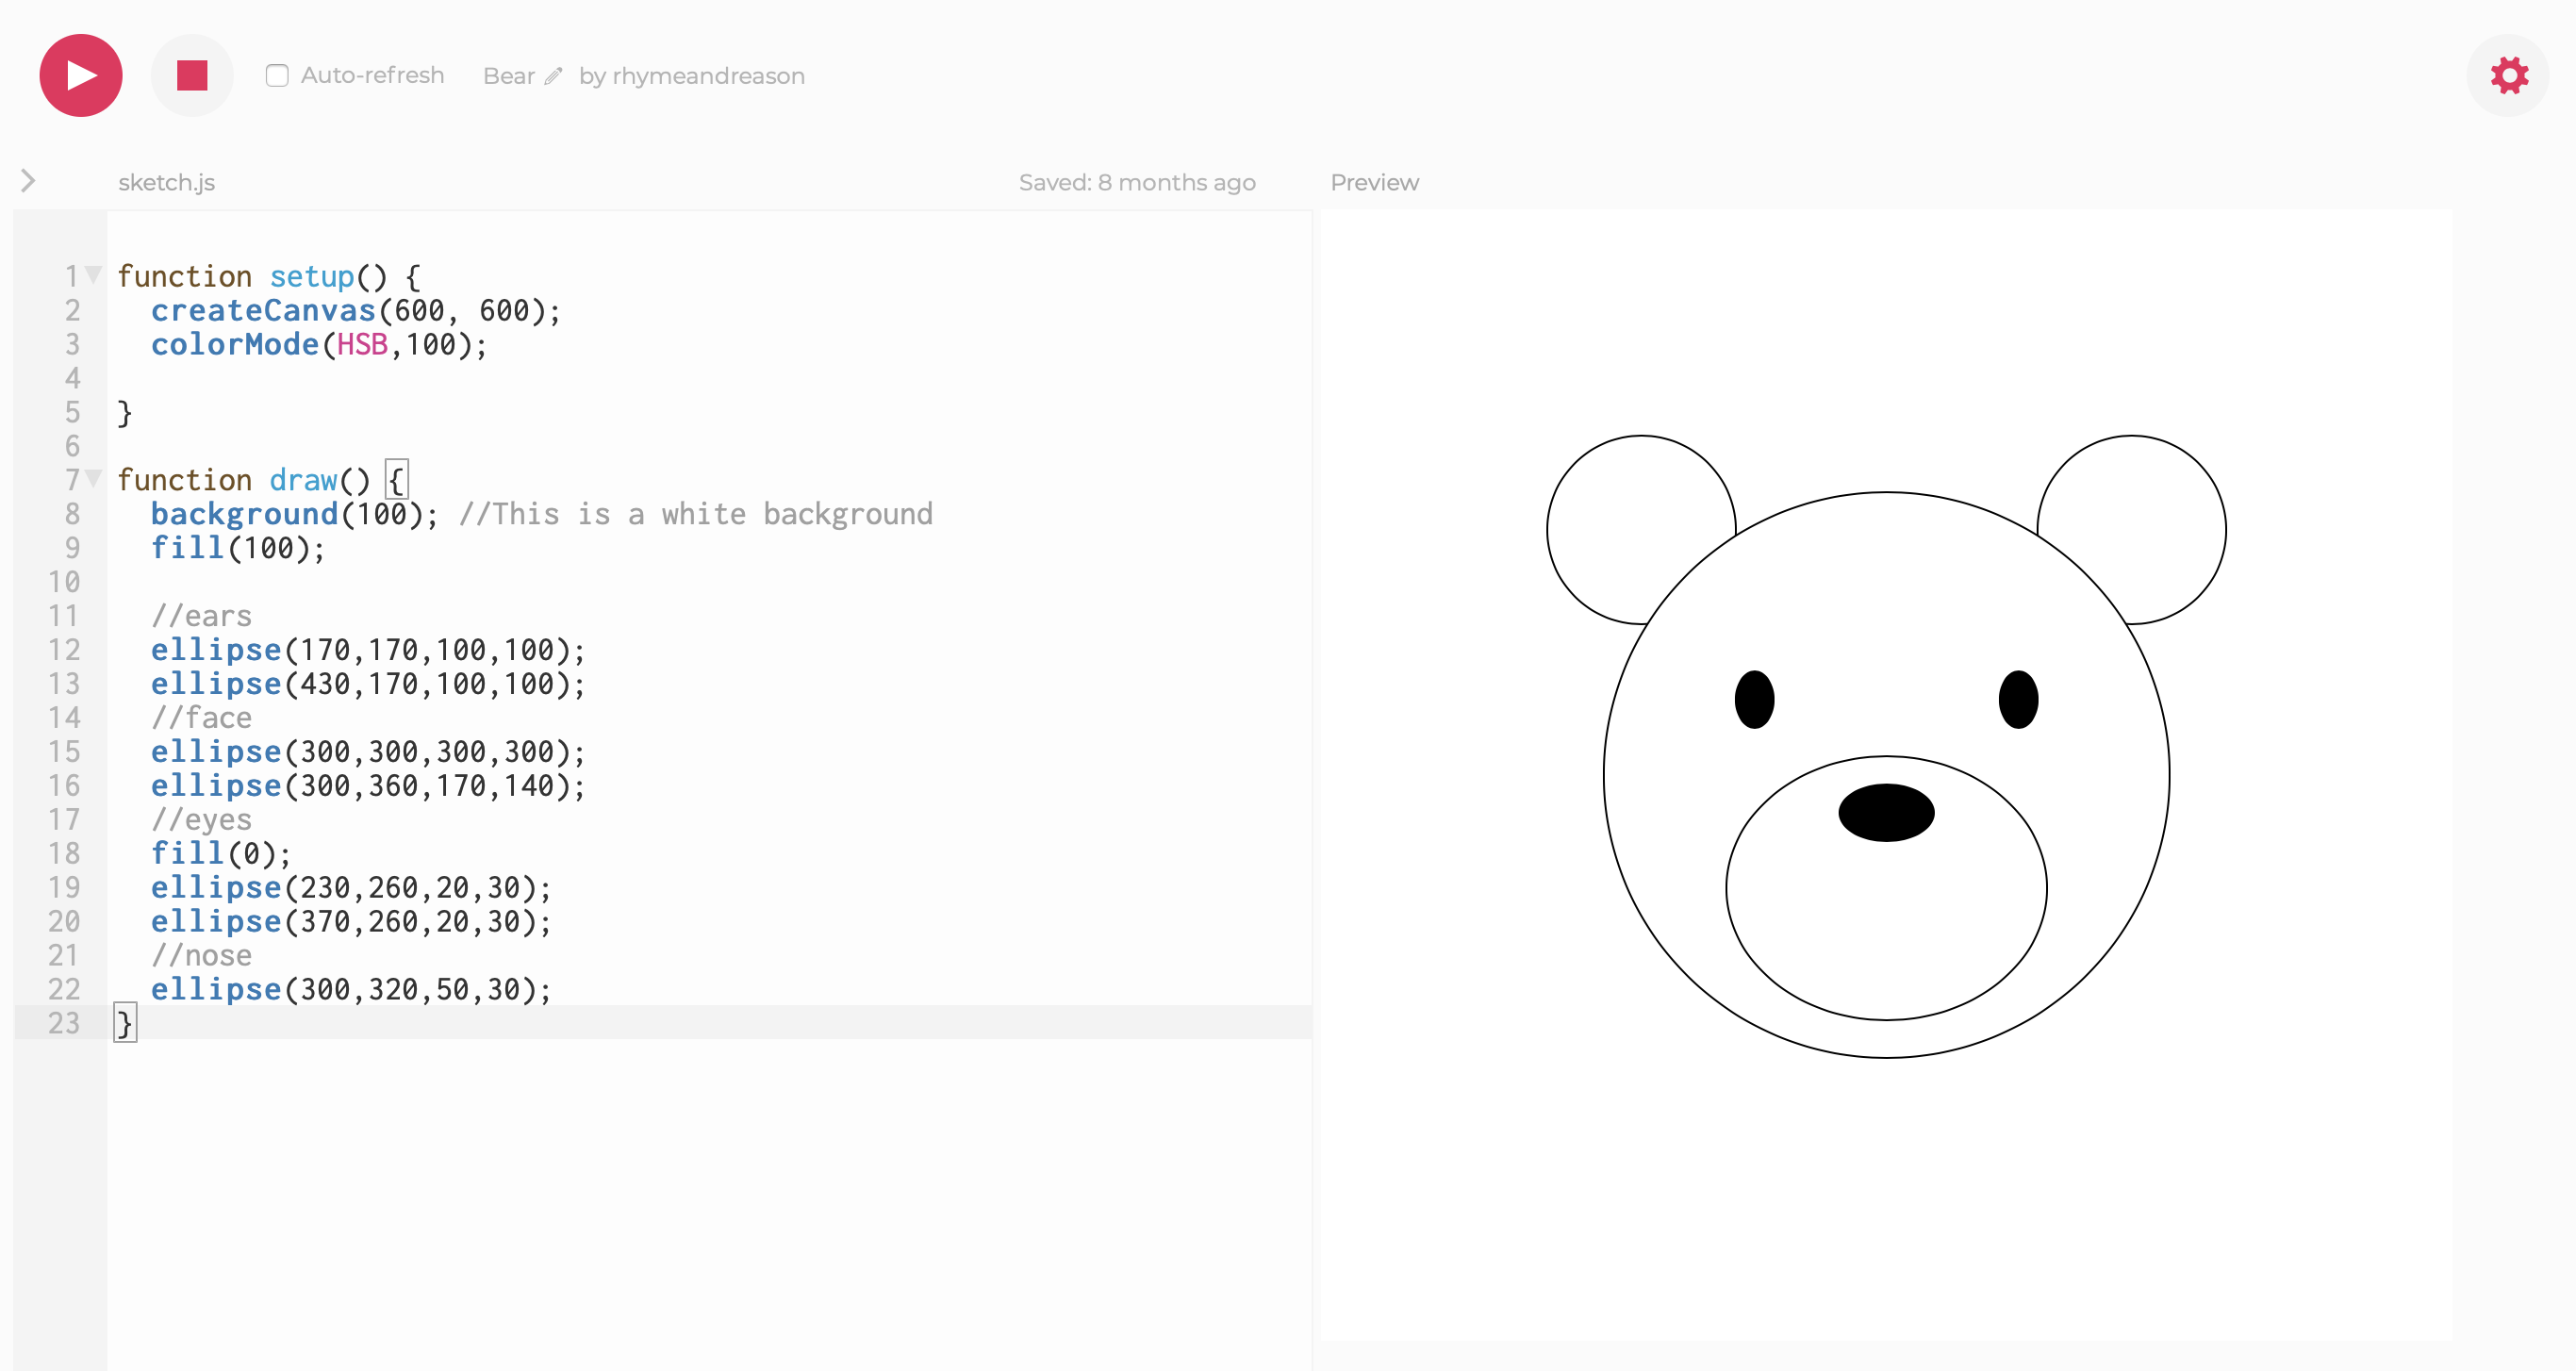 Auto-refresh Bear by rhymeandreason
sketch.js Saved: 8 months ago Preview
1 function setup() {
2 createCanvas(600, 600);
3 colorMode(HSB,100);
4
5 }
6
7 function draw() {
8 background(100); //This is a white background
9 fill(100);
10
11 //ears
12 ellipse(170,170,100,100);
13 ellipse(430,170,100,100);
14 //face
15 ellipse(300,300,300,300);
16 ellipse(300,360,170,140);
17 //eyes
18 fill(0);
19 ellipse(230,260,20,30);
20 ellipse(370,260,20,30);
21 //nose
22 ellipse(300,320,50,30);
23 }